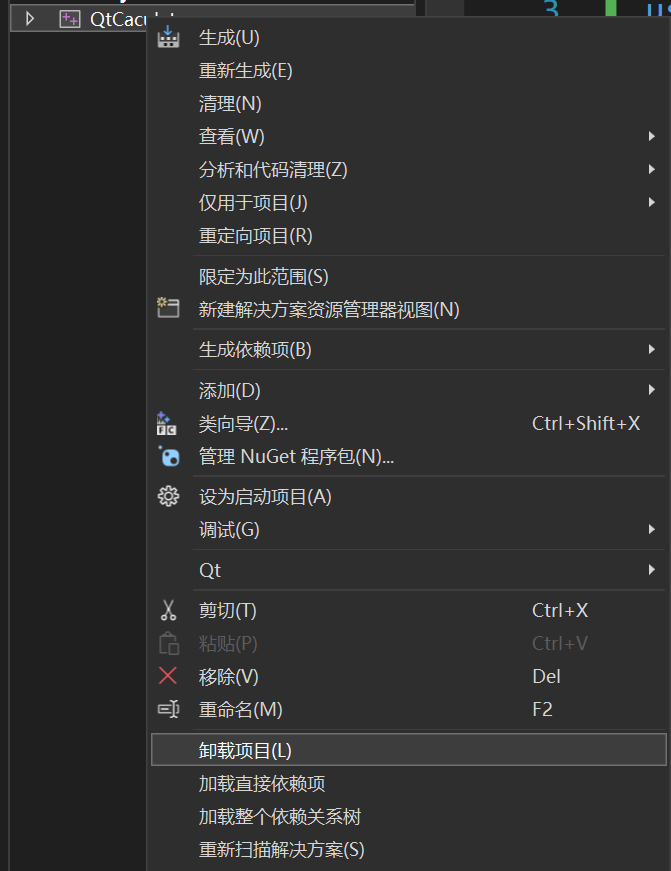 3
生成(U)
重新生成(E)
清理(N)
查看(W)
分析和代码清理(Z)
仅用于项目(J)
重定向项目(R)
限定为此范围(S)
新建解决方案资源管理器视图(N)
生成依赖项(B)
添加(D)
类向导(Z)... Ctrl+Shift+X
管理 NuGet 程序包(N)...
设为启动项目(A)
调试(G)
Qt
剪切(T) Ctrl+X
粘贴(P) Ctrl+V
移除(V) Del
重命名(M) F2
卸载项目(L)
加载直接依赖项
加载整个依赖关系树
重新扫描解决方案(S)